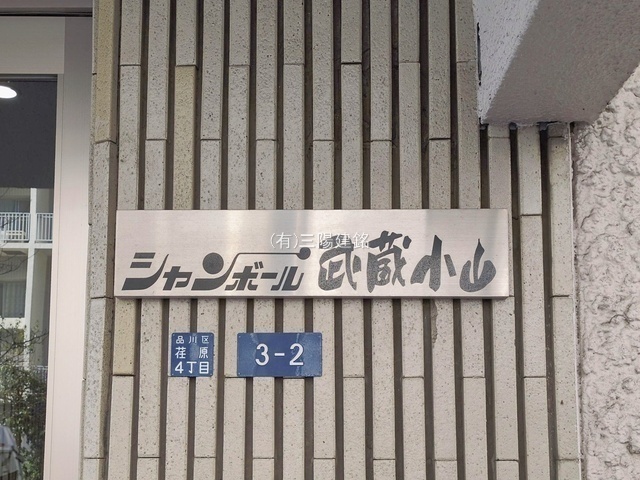 (有)三陽建銘
シャンボール武蔵小山
品川区
荏原
4丁目
3-2